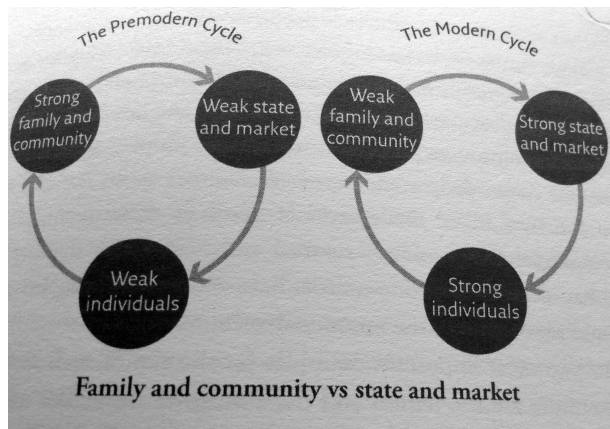 The Premodern Cycle
Strong
family and
community
Weak state
and market
Weak
individuals
The Modern Cycle
Weak
family and
community
Strong state
and market
Strong
individuals
Family and community vs state and market